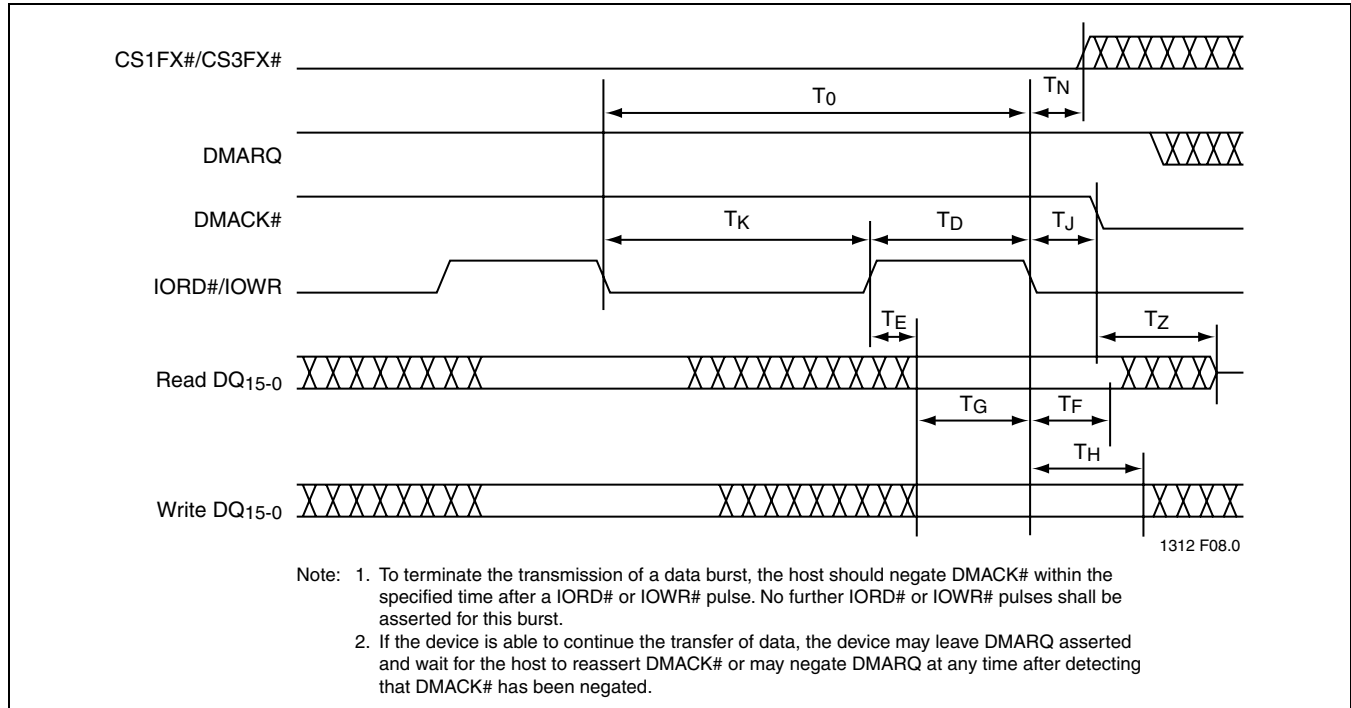 CS1FX#/CS3FX#
TN
T0
DMARQ
DMACK#
TK
TD
TJ
IORD#/IOWR
TE
TZ
Read DQ15-0
TG
TF
TH
Write DQ15-0
1312 F08.0
Note: 1. To terminate the transmission of a data burst, the host should negate DMACK# within the
specified time after a IORD# or IOWR# pulse. No further IORD# or IOWR# pulses shall be
asserted for this burst.
2. If the device is able to continue the transfer of data, the device may leave DMARQ asserted
and wait for the host to reassert DMACK# or may negate DMARQ at any time after detecting
that DMACK# has been negated.